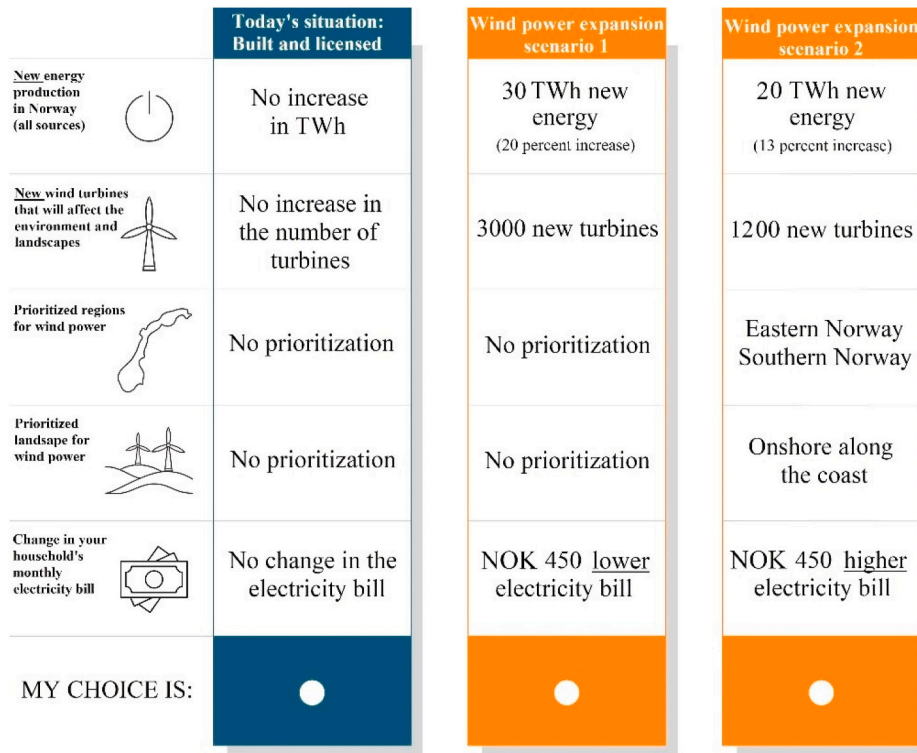 Today's situation:
Built and licensed
Wind power expansion
scenario 1
Wind power expansion
scenario 2
New energy
production
in Norway
(all sources)
No increase
in TWh
30 TWh new
energy
(20 percent increase)
20 TWh new
energy
(13 percent increase)
New wind turbines
that will affect the
environment and
landscapes
No increase in
the number of
turbines
3000 new turbines
1200 new turbines
Prioritized regions
for wind power
No prioritization
No prioritization
Eastern Norway
Southern Norway
Prioritized
landsape for
wind power
No prioritization
No prioritization
Onshore along
the coast
Change in your
household's
monthly
electricity bill
No change in the
electricity bill
NOK 450 lower
electricity bill
NOK 450 higher
electricity bill
MY CHOICE IS: